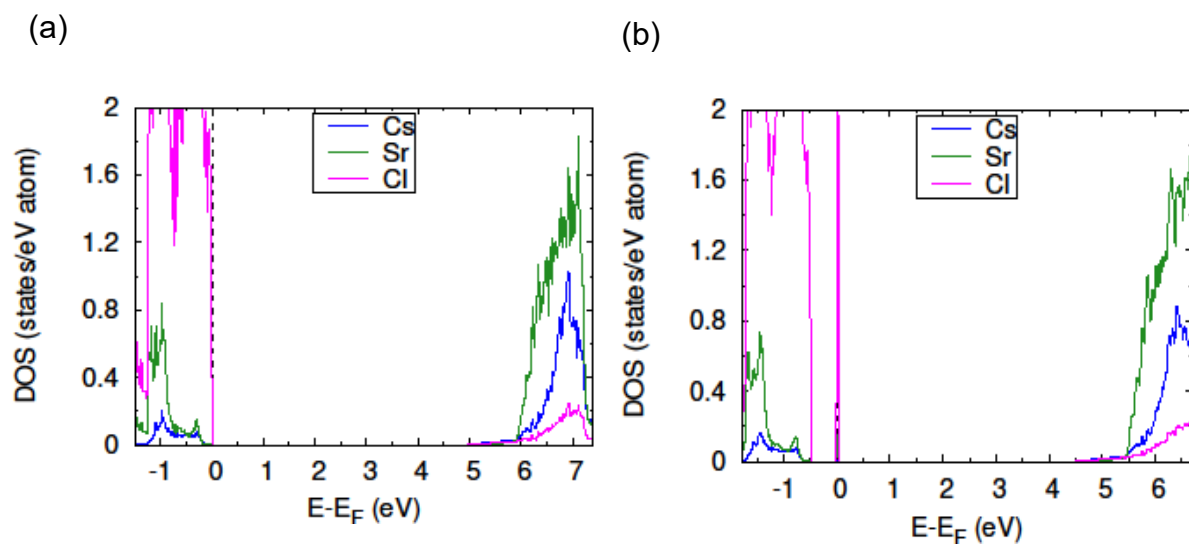 (a)
(b)
2
1.6
1.2
0.8
0.4
0
DOS (states/eV atom)
Cs
Sr
Cl
-1 0 1 2 3 4 5 6 7
E-E_F (eV)
2
1.6
1.2
0.8
0.4
0
DOS (states/eV atom)
Cs
Sr
Cl
-1 0 1 2 3 4 5 6
E-E_F (eV)